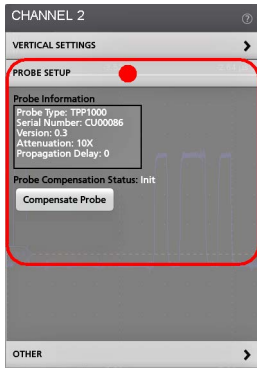 CHANNEL 2
VERTICAL SETTINGS
PROBE SETUP
Probe Information
Probe Type: TPP1000
Serial Number: CU00086
Version: 0.3
Attenuation: 10X
Propagation Delay: 0
Probe Compensation Status: Init
Compensate Probe
OTHER